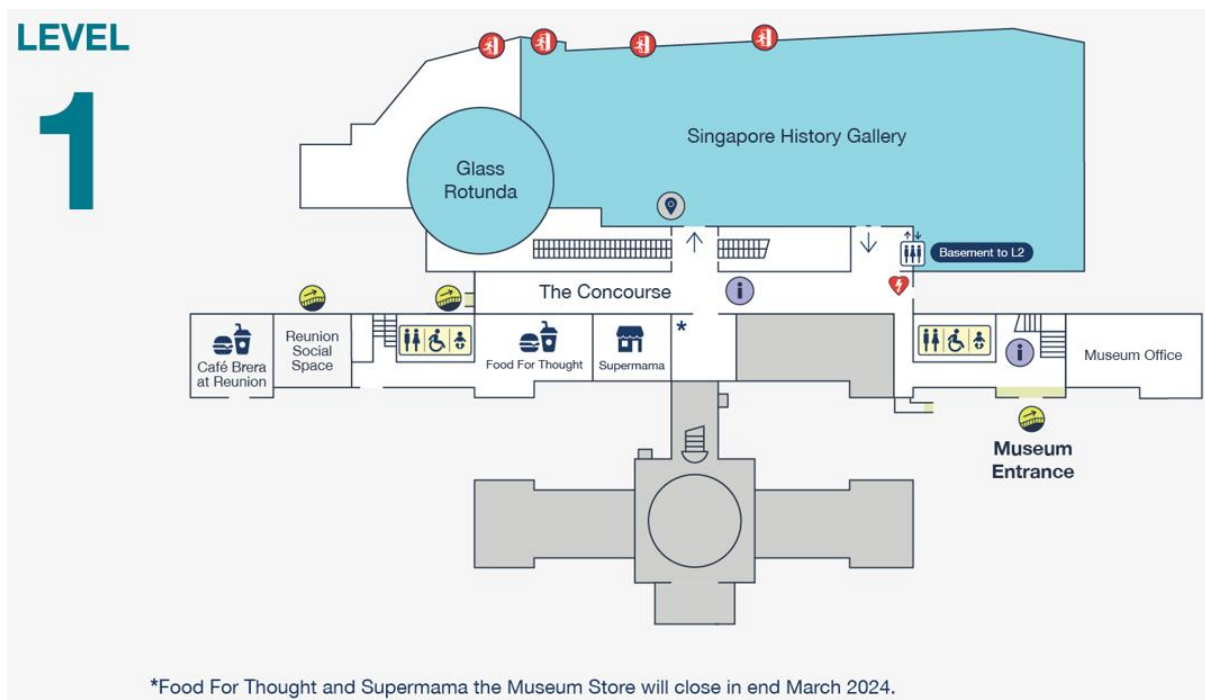 LEVEL
1
Singapore History Gallery
Glass
Rotunda
Basement to L2
The Concourse
i
*
Café Brera
at Reunion
Reunion
Social
Space
Food For Thought
Supermama
i
Museum Office
Museum
Entrance
*Food For Thought and Supermama the Museum Store will close in end March 2024.